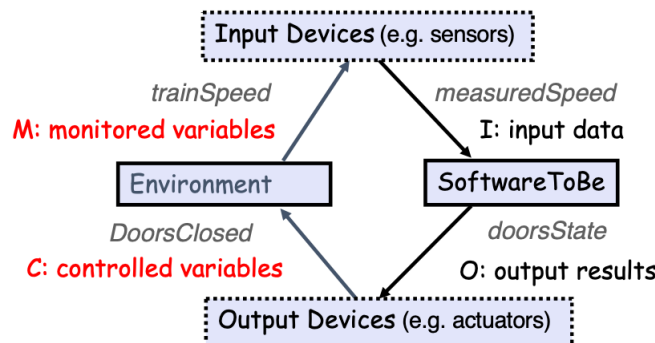 Input Devices (e.g. sensors)
trainSpeed
measuredSpeed
M: monitored variables
I: input data
Environment
SoftwareToBe
DoorsClosed
doorsState
C: controlled variables
O: output results
Output Devices (e.g. actuators)